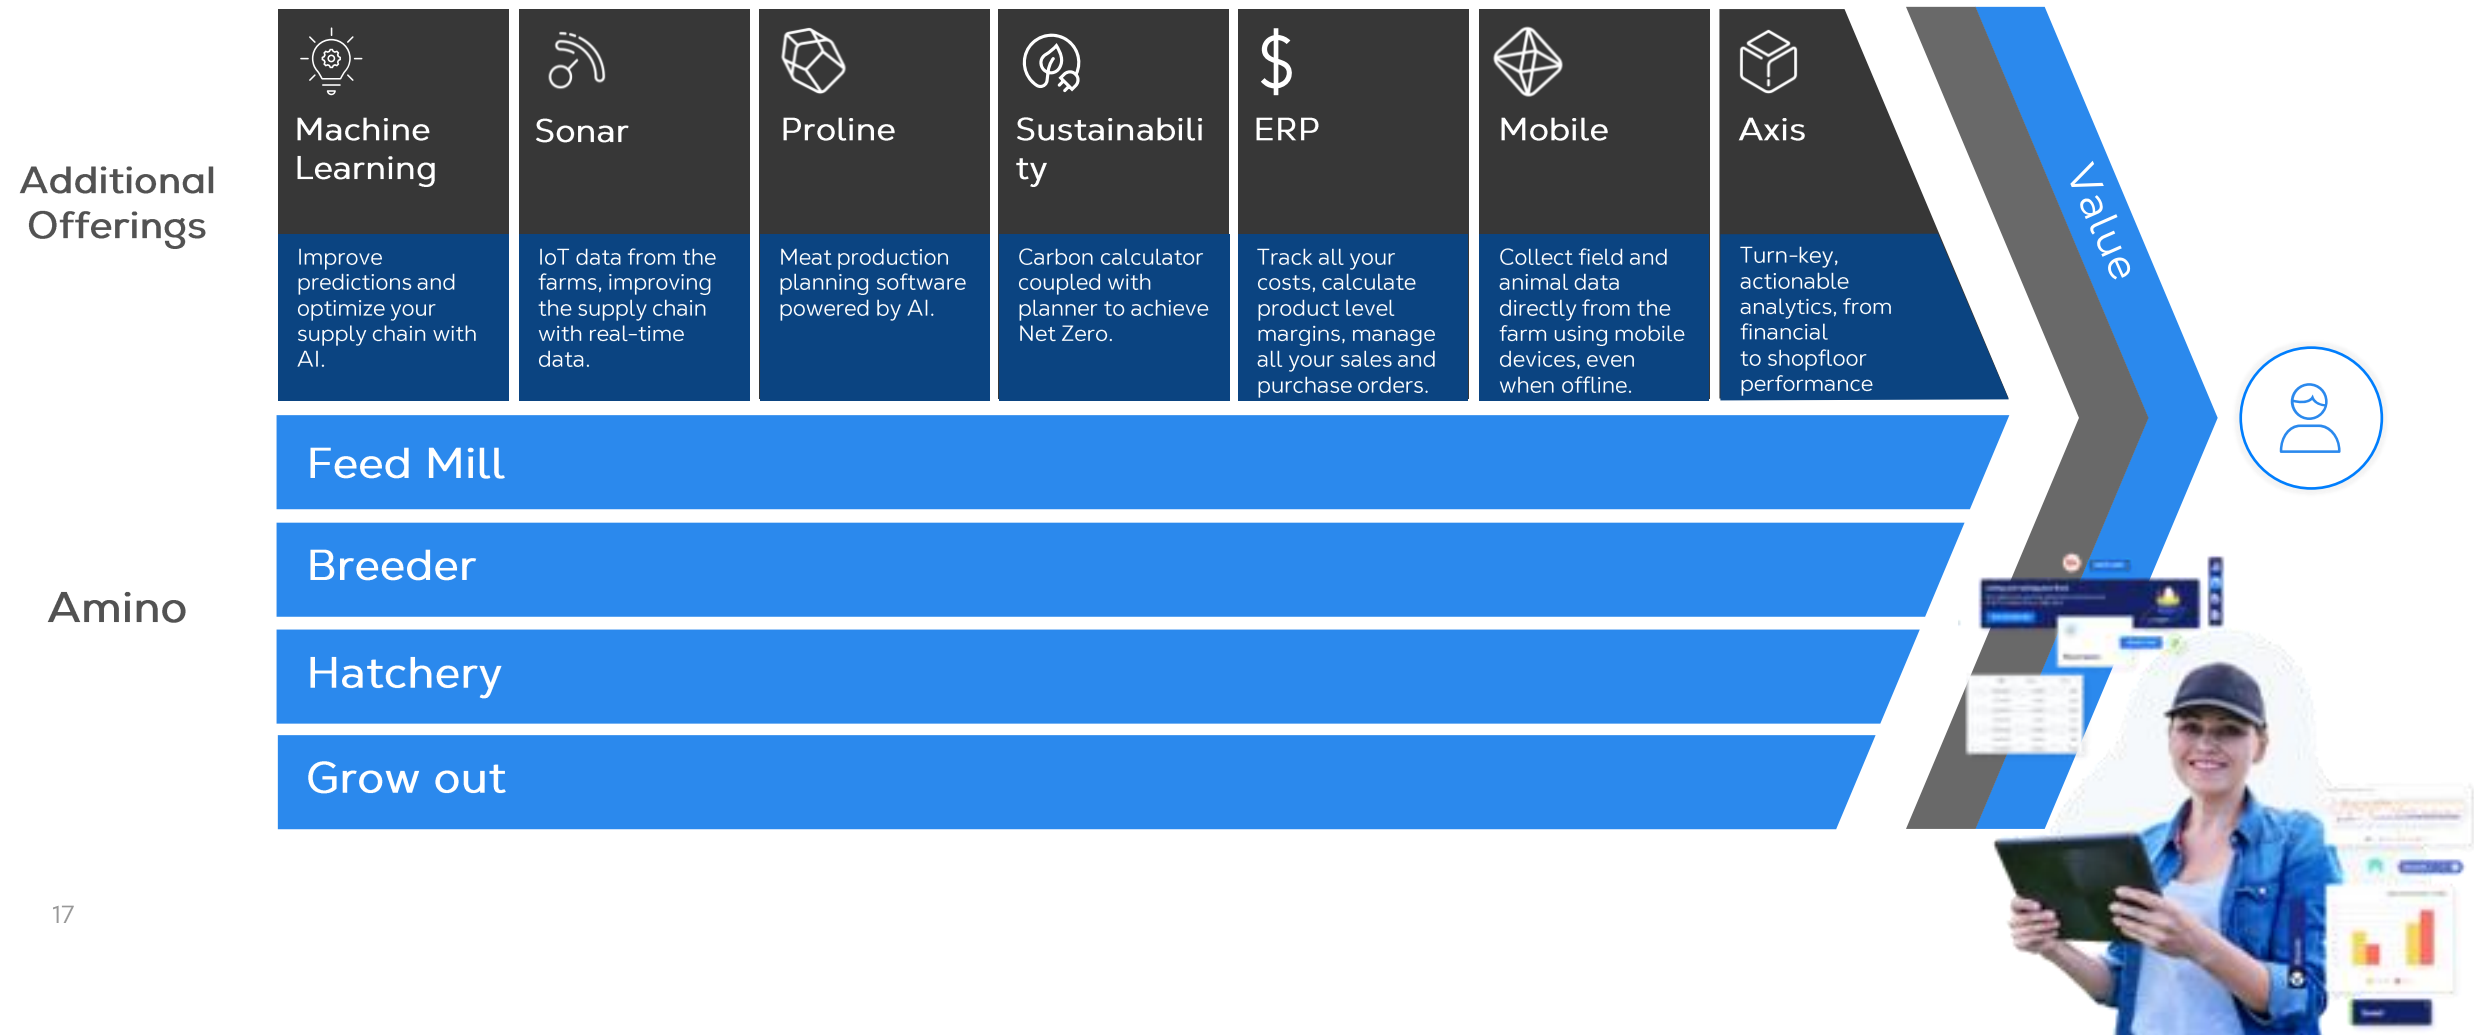 Additional
Offerings
Machine
Learning
Improve
predictions and
optimize your
supply chain with
AI.
Sonar
IoT data from the
farms, improving
the supply chain
with real-time
data.
Proline
Meat production
planning software
powered by AI.
Sustainabili
ty
Carbon calculator
coupled with
planner to achieve
Net Zero.
ERP
Track all your
costs, calculate
product level
margins, manage
all your sales and
purchase orders.
Mobile
Collect field and
animal data
directly from the
farm using mobile
devices, even
when offline.
Axis
Turn-key,
actionable
analytics, from
financial
to shopfloor
performance
Value
Amino
Feed Mill
Breeder
Hatchery
Grow out
17